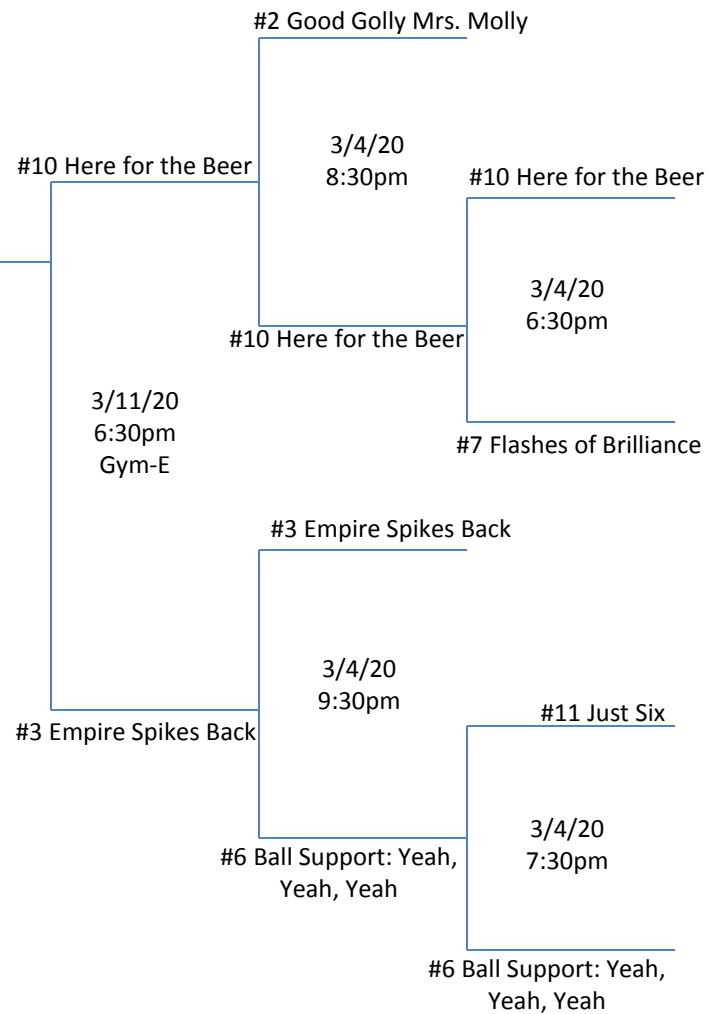 #2 Good Golly Mrs. Molly
3/4/20
8:30pm
#10 Here for the Beer
#10 Here for the Beer
3/4/20
6:30pm
#10 Here for the Beer
3/11/20
6:30pm
Gym-E
#7 Flashes of Brilliance
#3 Empire Spikes Back
3/4/20
9:30pm
#11 Just Six
#3 Empire Spikes Back
3/4/20
7:30pm
#6 Ball Support: Yeah,
Yeah, Yeah
#6 Ball Support: Yeah,
Yeah, Yeah